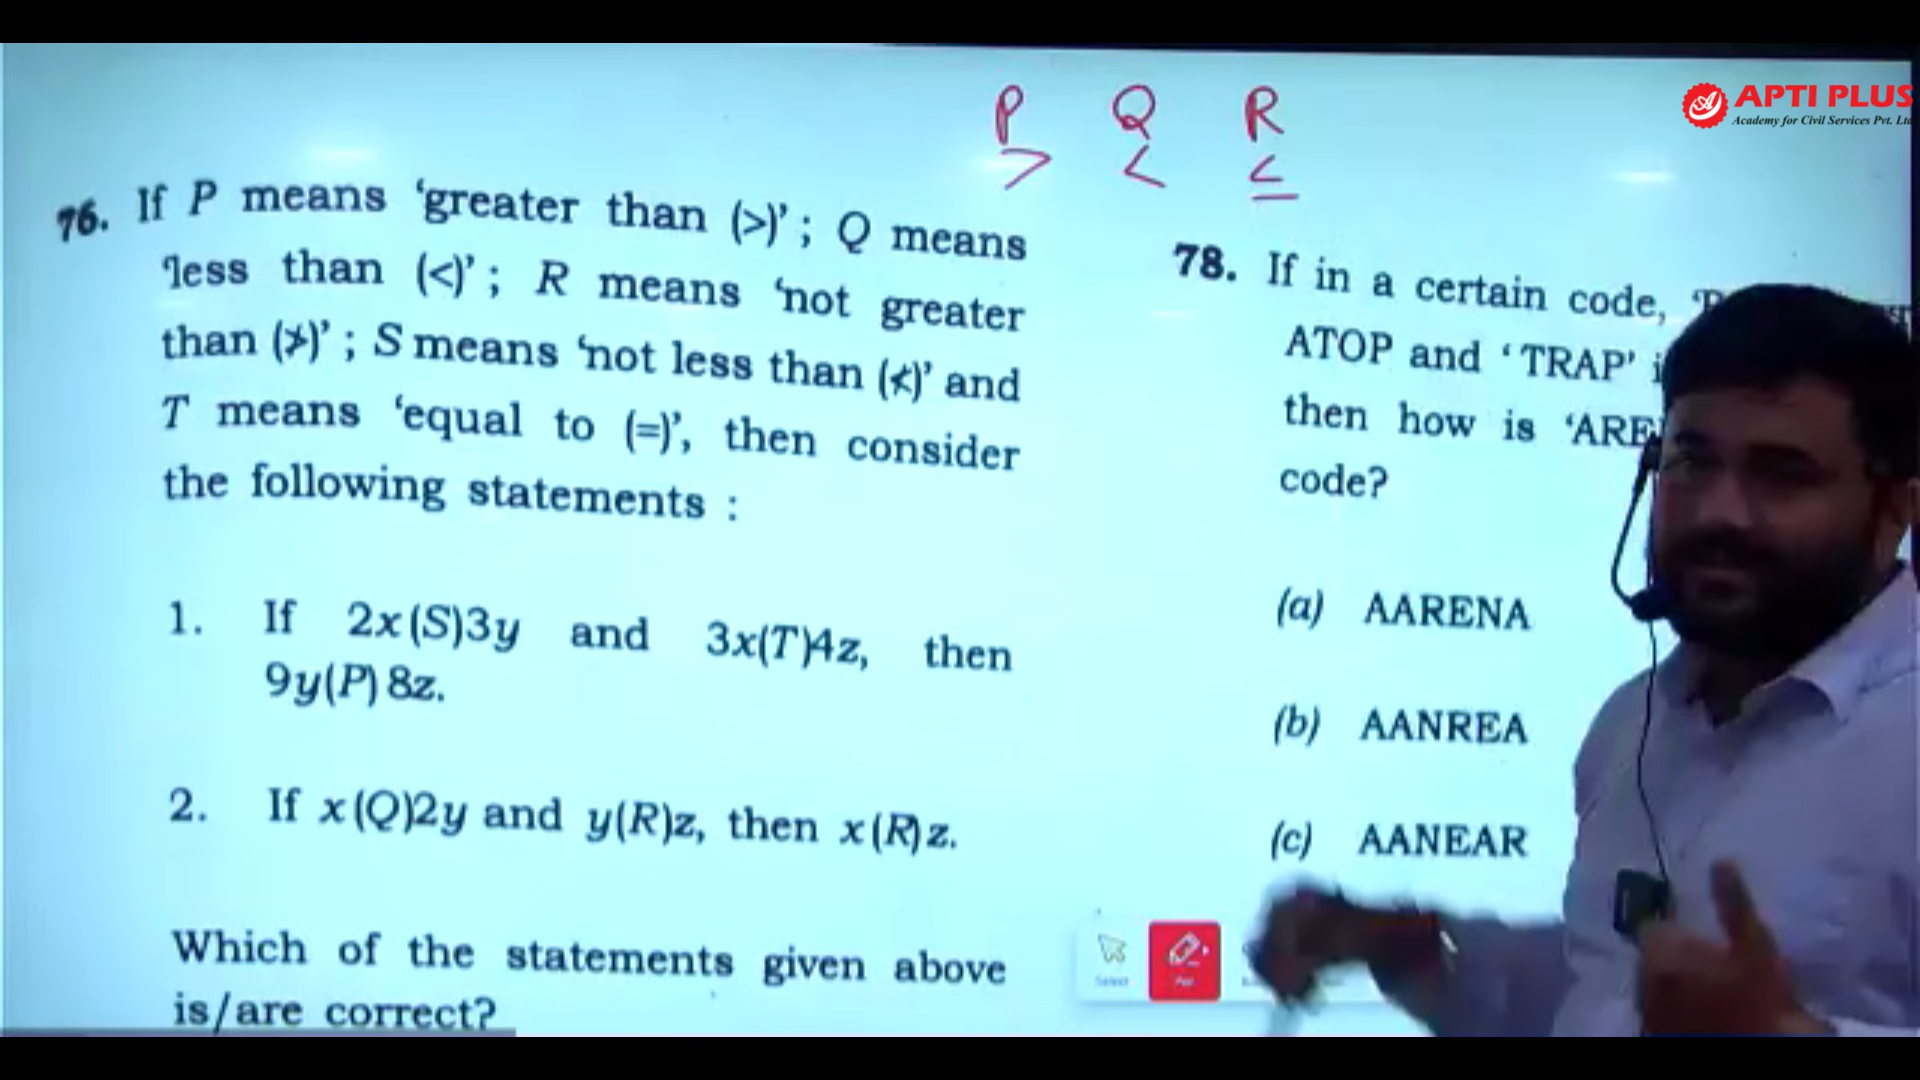 P Q R
> < ≤
APTI PLUS
Academy for Civil Services Pvt. Ltd
76. If P means ‘greater than (>)’ ; Q means
‘less than (<)’ ; R means ‘not greater
than (≯)’ ; S means ‘not less than (≮)’ and
T means ‘equal to (=)’, then consider
the following statements :
1. If 2x(S)3y and 3x(T)4z, then
9y(P) 8z.
2. If x(Q)2y and y(R)z, then x(R)z.
Which of the statements given above
is/are correct?
78. If in a certain code,
ATOP and ‘TRAP’
then how is
code?
(a) AARENA
(b) AANREA
(c) AANEAR
Select
Pen